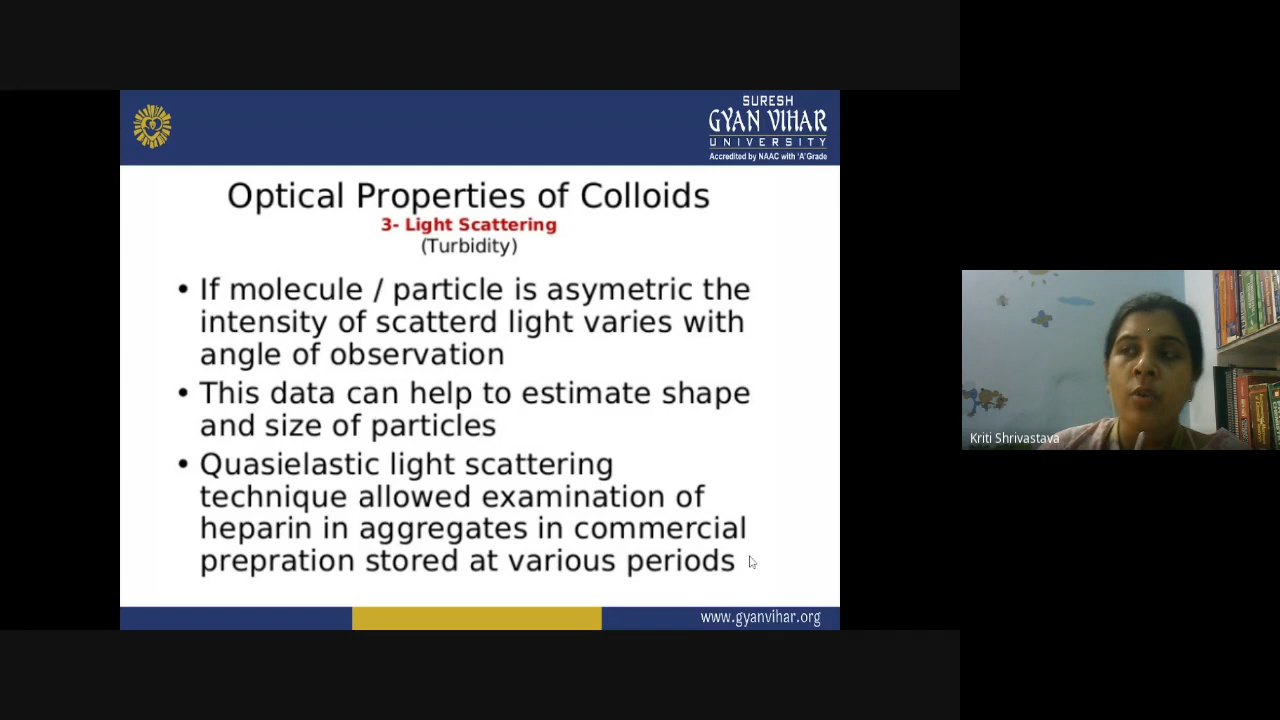 SURESH
GYAN VIHAR
UNIVERSITY
Accredited by NAAC with 'A' Grade
Optical Properties of Colloids
3- Light Scattering
(Turbidity)
• If molecule / particle is asymetric the
intensity of scatterd light varies with
angle of observation
• This data can help to estimate shape
and size of particles
• Quasielastic light scattering
technique allowed examination of
heparin in aggregates in commercial
prepration stored at various periods
www.gyanvihar.org
Kriti Shrivastava